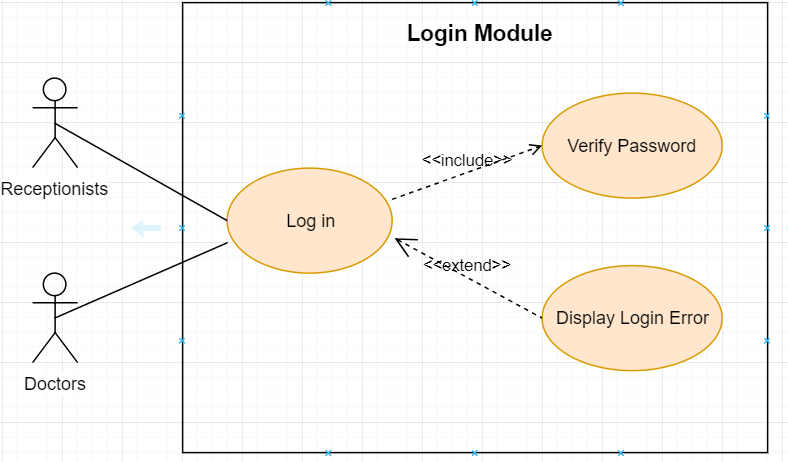 Login Module
Receptionists
<<include>>
Verify Password
Log in
<<extend>>
Display Login Error
Doctors